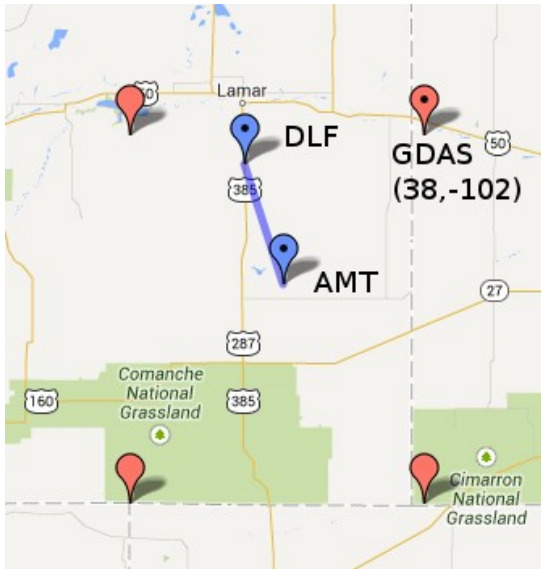 50
Lamar
DLF
GDAS
(38,-102)
50
385
AMT
27
287
Comanche
National
Grassland
160
385
Cimarron
National
Grassland